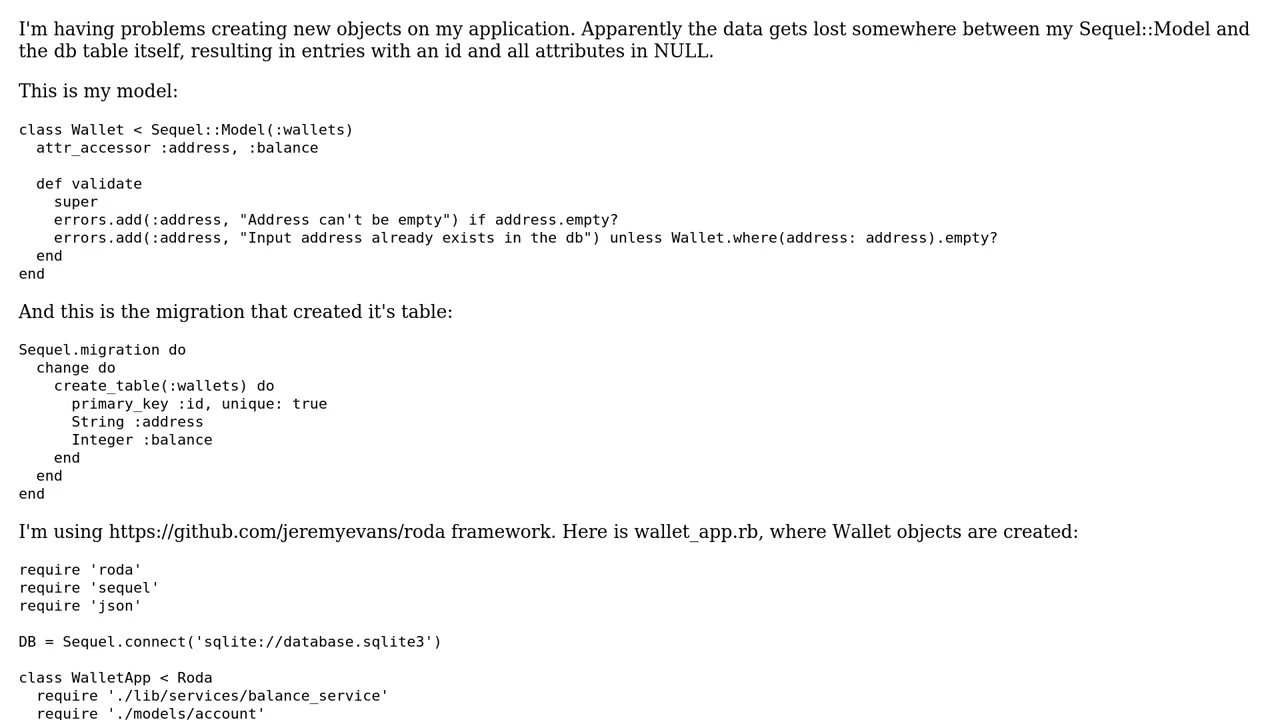 I'm having problems creating new objects on my application. Apparently the data gets lost somewhere between my Sequel::Model and
the db table itself, resulting in entries with an id and all attributes in NULL.
This is my model:
class Wallet < Sequel::Model(:wallets)
  attr_accessor :address, :balance
  def validate
    super
    errors.add(:address, "Address can't be empty") if address.empty?
    errors.add(:address, "Input address already exists in the db") unless Wallet.where(address: address).empty?
  end
end
And this is the migration that created it's table:
Sequel.migration do
  change do
    create_table(:wallets) do
      primary_key :id, unique: true
      String :address
      Integer :balance
    end
  end
end
I'm using https://github.com/jeremyevans/roda framework. Here is wallet_app.rb, where Wallet objects are created:
require 'roda'
require 'sequel'
require 'json'
DB = Sequel.connect('sqlite://database.sqlite3')
class WalletApp < Roda
  require './lib/services/balance_service'
  require './models/account'